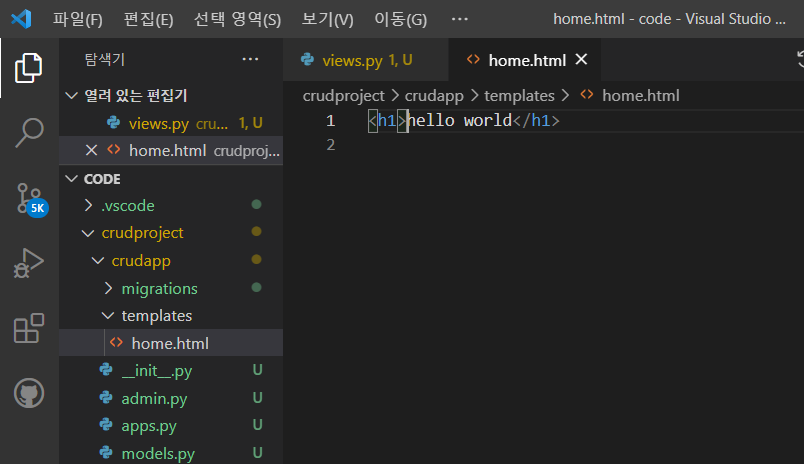 파일(F) 편집(E) 선택 영역(S) 보기(V) 이동(G) ··· home.html - code - Visual Studio ...
탐색기 ···
views.py 1, U home.html
열려 있는 편집기
crudproject > crudapp > templates > home.html
views.py cru... 1, U
1 <h1>hello world</h1>
home.html crudproj...
2
CODE
.vscode
5K
crudproject
crudapp
migrations
templates
home.html
__init__.py U
admin.py U
apps.py U
models.py U